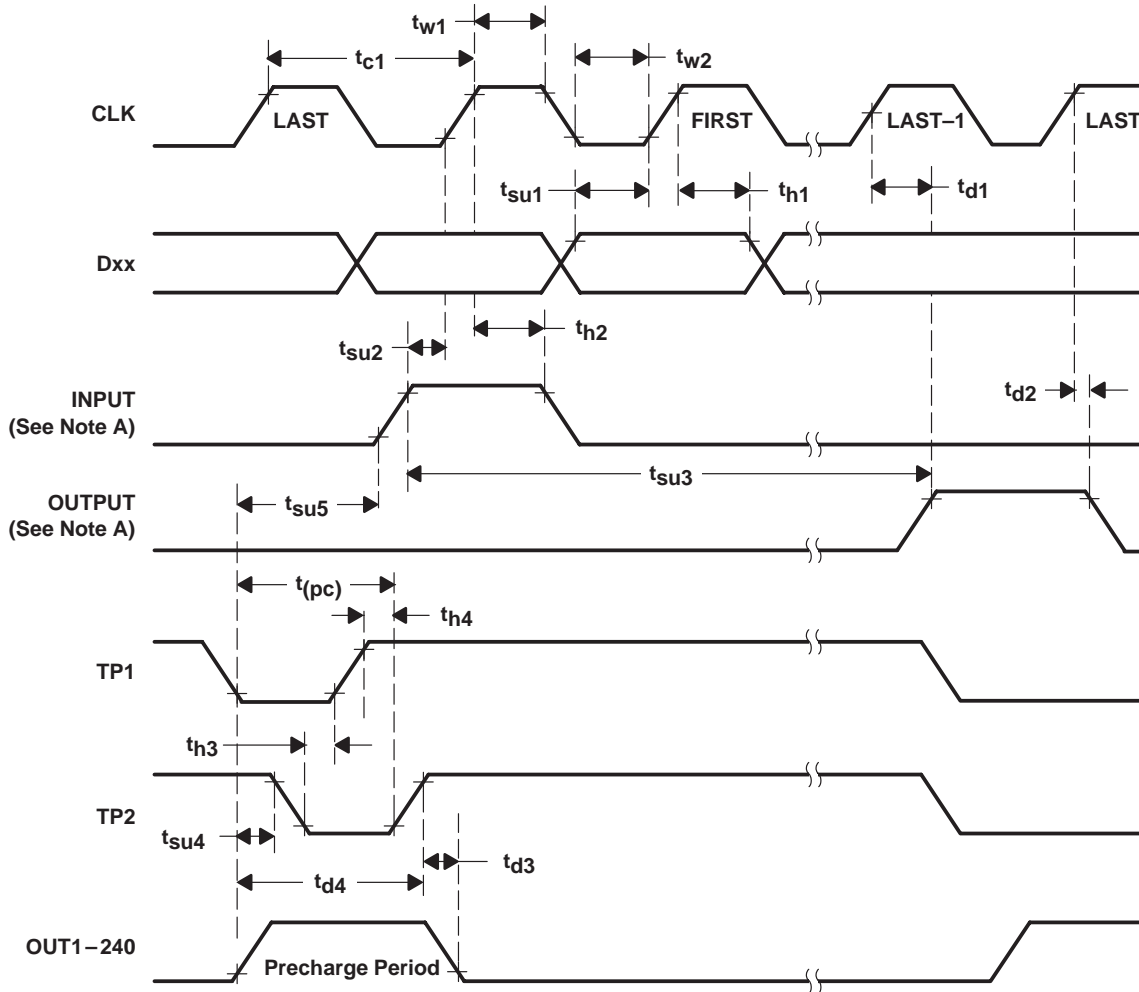 tw1
tc1
tw2
CLK
LAST
FIRST
LAST–1
LAST
tsu1
th1
td1
Dxx
tsu2
th2
INPUT
(See Note A)
td2
tsu3
OUTPUT
(See Note A)
tsu5
t(pc)
th4
TP1
th3
TP2
tsu4
td3
td4
OUT1–240
Precharge Period